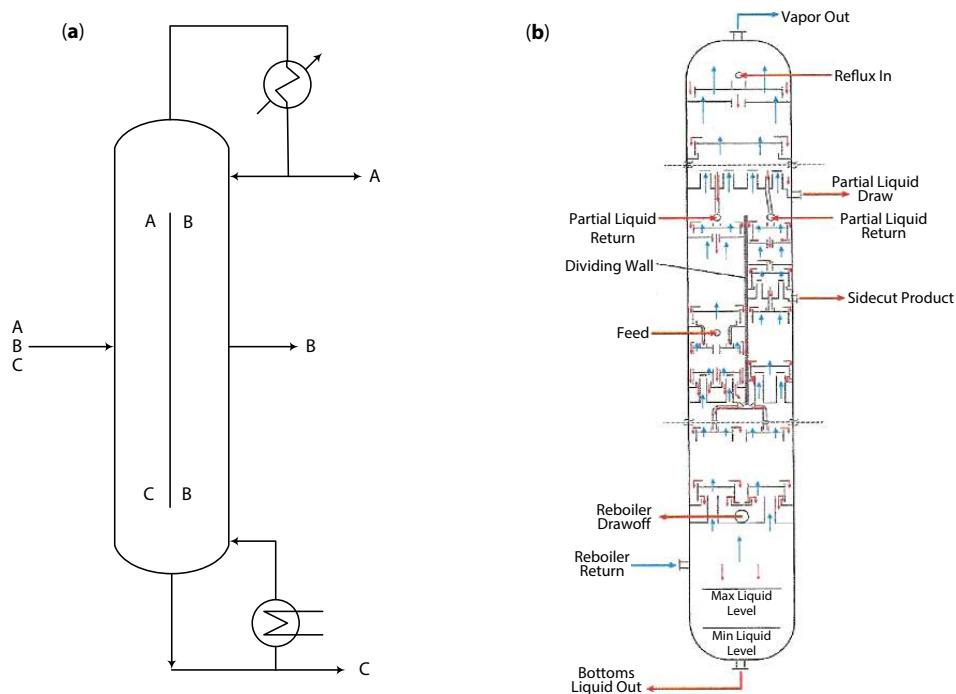 (a)
A
A B
A
B
C
B
C B
C
(b)
Vapor Out
Reflux In
Partial Liquid
Draw
Partial Liquid
Return
Partial Liquid
Return
Dividing Wall
Sidecut Product
Feed
Reboiler
Drawoff
Reboiler
Return
Max Liquid
Level
Min Liquid
Level
Bottoms
Liquid Out